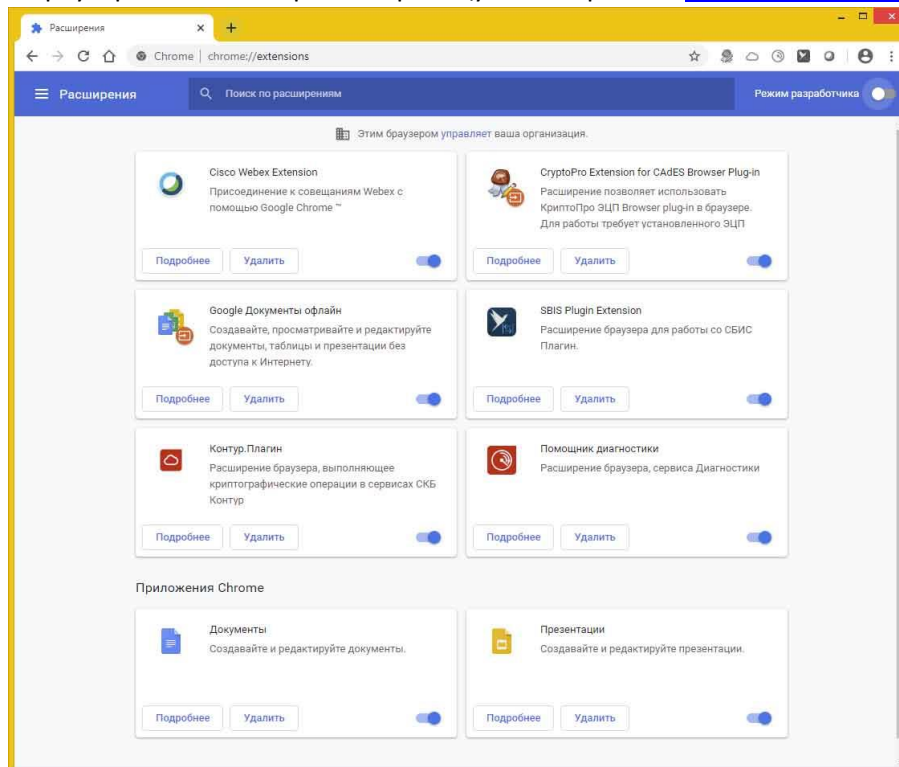 Расширения
Chrome | chrome://extensions
Расширения
Поиск по расширениям
Режим разработчика
Этим браузером управляет ваша организация.
Cisco Webex Extension
Присоединение к совещаниям Webex с
помощью Google Chrome ™
Подробнее
Удалить
CryptoPro Extension for CAdES Browser Plug-in
Расширение позволяет использовать
КриптоПро ЭЦП Browser plug-in в браузере.
Для работы требует установленного ЭЦП
Подробнее
Удалить
Google Документы офлайн
Создавайте, просматривайте и редактируйте
документы, таблицы и презентации без
доступа к Интернету.
Подробнее
Удалить
SBIS Plugin Extension
Расширение браузера для работы со СБИС
Плагин.
Подробнее
Удалить
Контур.Плагин
Расширение браузера, выполняющее
криптографические операции в сервисах СКБ
Контур
Подробнее
Удалить
Помощник диагностики
Расширение браузера, сервиса Диагностики
Подробнее
Удалить
Приложения Chrome
Документы
Создавайте и редактируйте документы.
Подробнее
Удалить
Презентации
Создавайте и редактируйте презентации.
Подробнее
Удалить